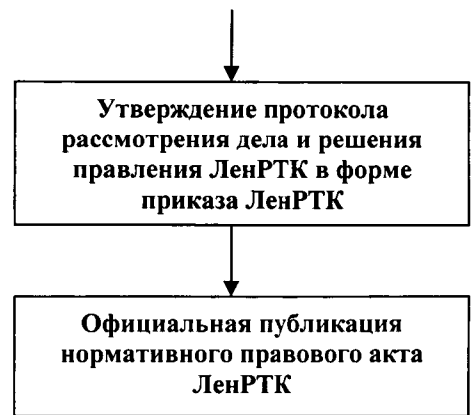 Утверждение протокола
рассмотрения дела и решения
правления ЛенРТК в форме
приказа ЛенРТК
Официальная публикация
нормативного правового акта
ЛенРТК